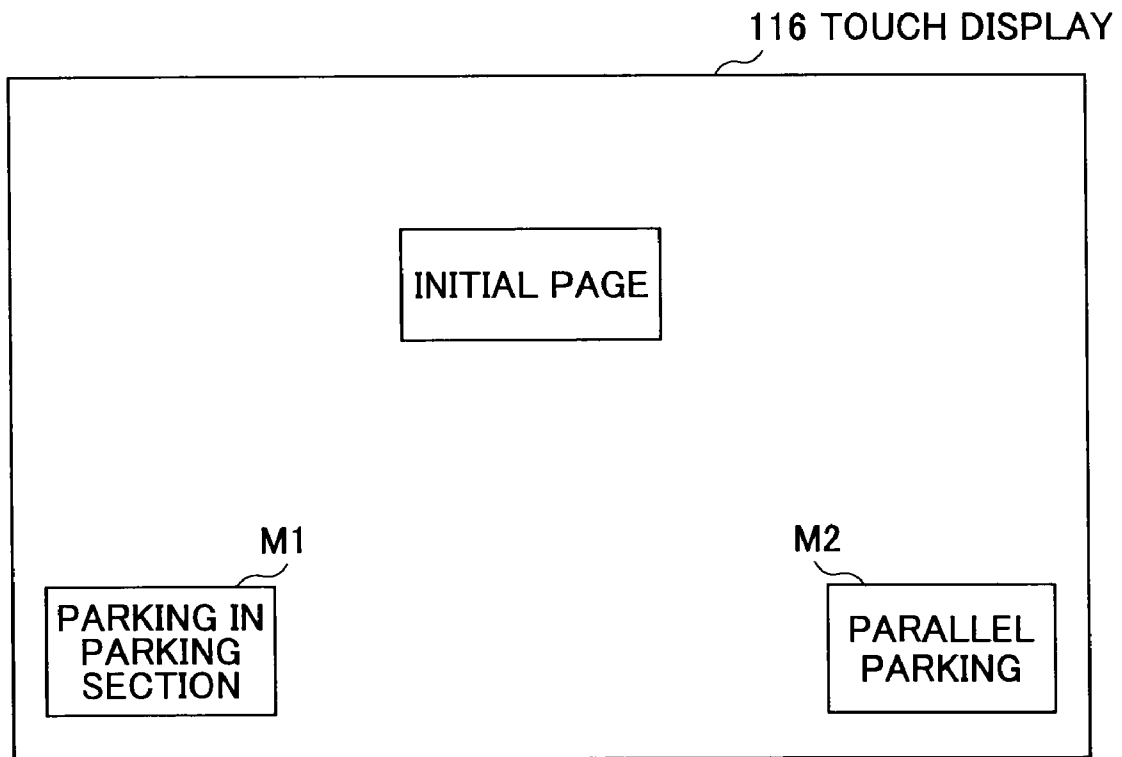 116 TOUCH DISPLAY
INITIAL PAGE
M1
M2
PARKING IN
PARKING
SECTION
PARALLEL
PARKING